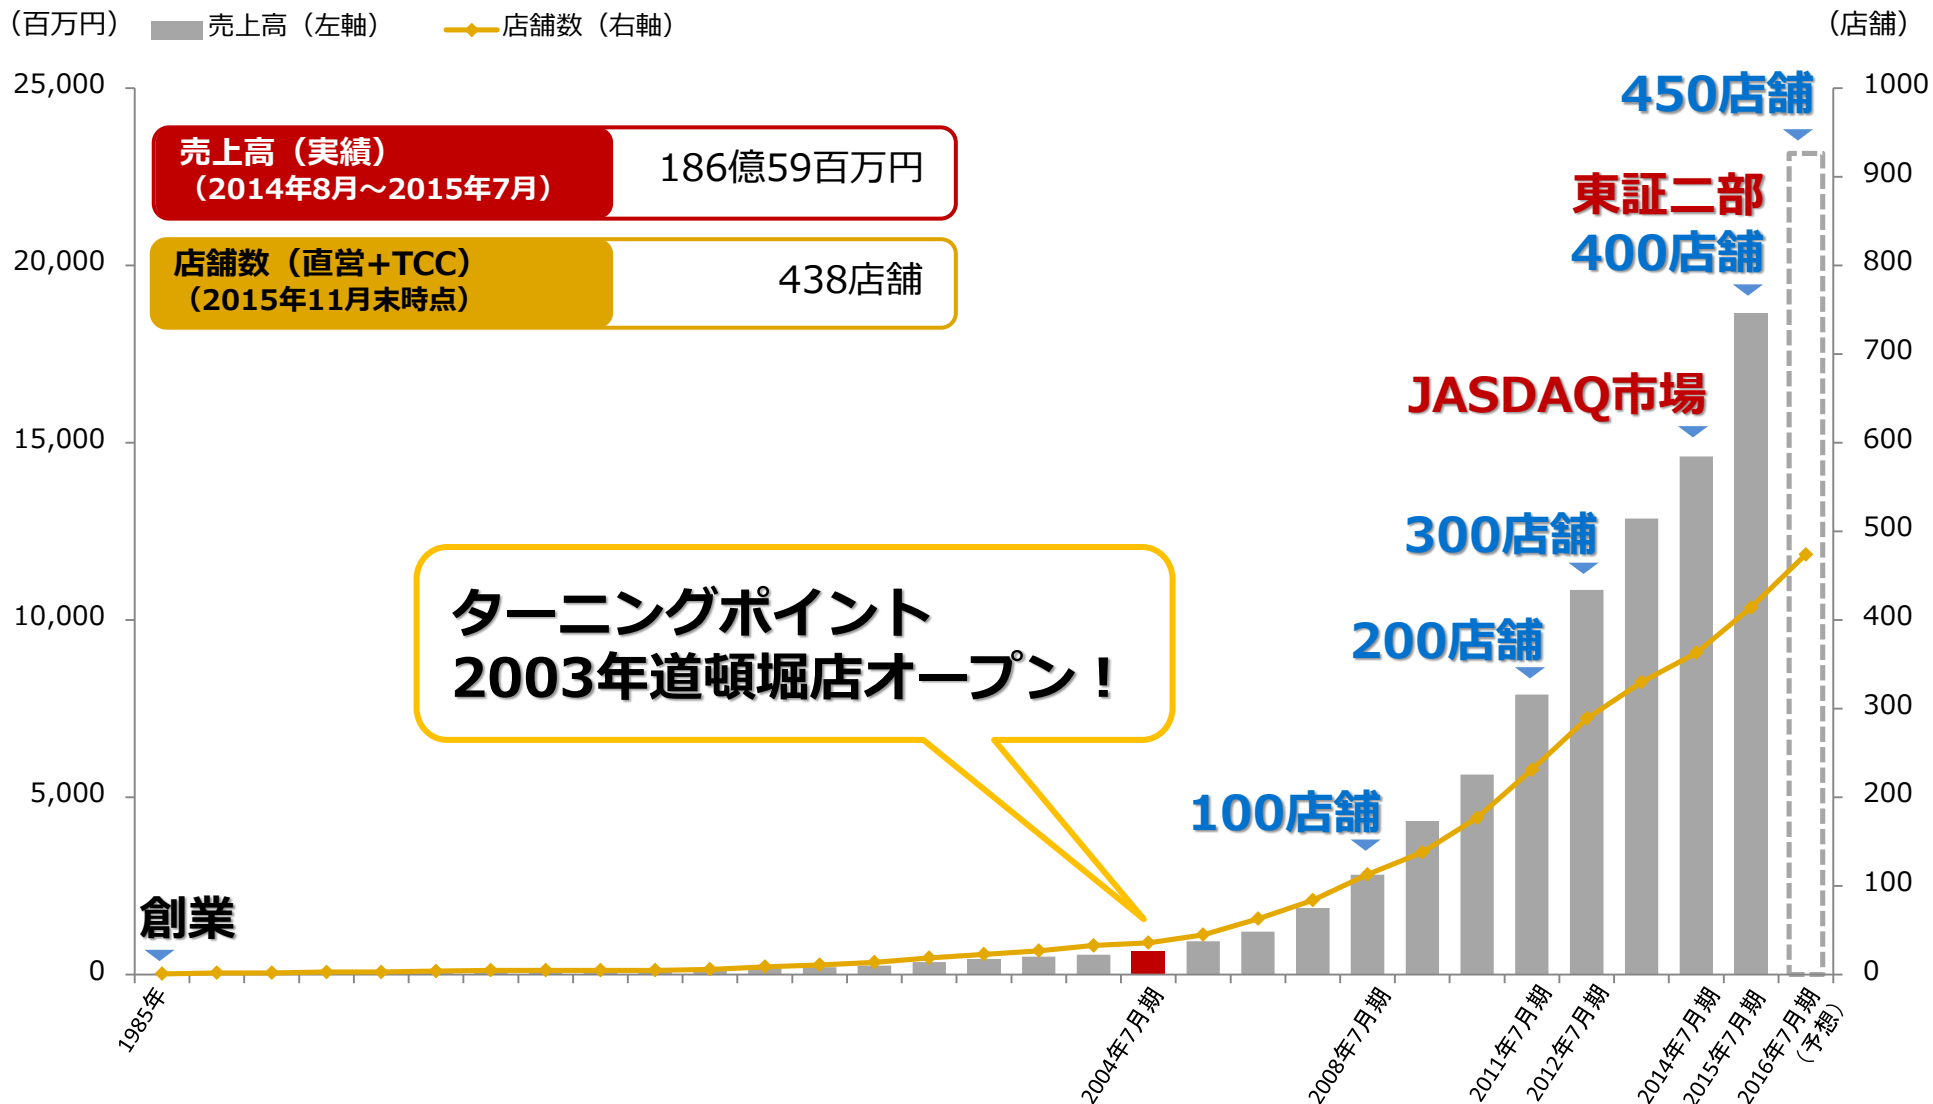 （百万円）
売上高（左軸）
店舗数（右軸）
（店舗）
25,000
20,000
15,000
10,000
5,000
0
1000
900
800
700
600
500
400
300
200
100
0
売上高（実績）
（2014年8月～2015年7月）
186億59百万円
店舗数（直営+TCC）
（2015年11月末時点）
438店舗
450店舗
東証二部
400店舗
JASDAQ市場
300店舗
200店舗
100店舗
ターニングポイント
2003年道頓堀店オープン！
創業
1985年
2004年7月期
2008年7月期
2011年7月期
2012年7月期
2014年7月期
2015年7月期
2016年7月期
（予想）